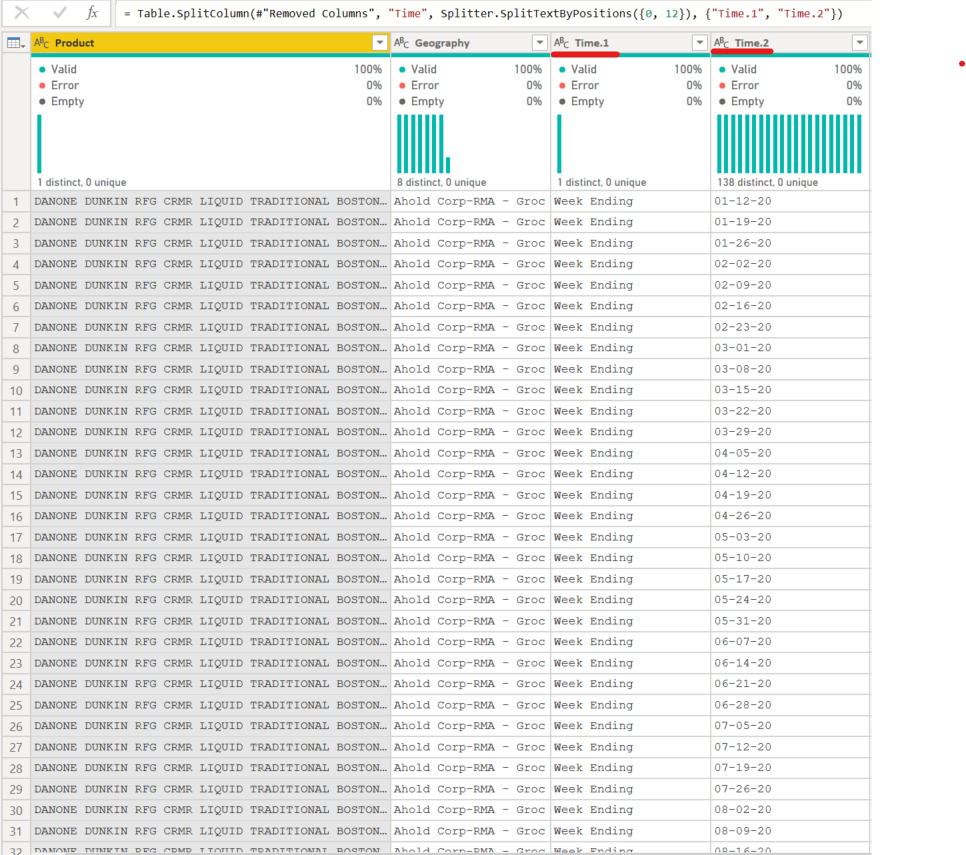 fx = Table.SplitColumn(#"Removed Columns", "Time", Splitter.SplitTextByPositions({0, 12}), {"Time.1", "Time.2"})
ABC Product ABC Geography ABC Time.1 ABC Time.2
Valid 100% Valid 100% Valid 100% Valid 100%
Error 0% Error 0% Error 0% Error 0%
Empty 0% Empty 0% Empty 0% Empty 0%
1 distinct, 0 unique 8 distinct, 0 unique 1 distinct, 0 unique 138 distinct, 0 unique
1 DANONE DUNKIN RFG CRMR LIQUID TRADITIONAL BOSTON… Ahold Corp-RMA - Groc Week Ending 01-12-20
2 DANONE DUNKIN RFG CRMR LIQUID TRADITIONAL BOSTON… Ahold Corp-RMA - Groc Week Ending 01-19-20
3 DANONE DUNKIN RFG CRMR LIQUID TRADITIONAL BOSTON… Ahold Corp-RMA - Groc Week Ending 01-26-20
4 DANONE DUNKIN RFG CRMR LIQUID TRADITIONAL BOSTON… Ahold Corp-RMA - Groc Week Ending 02-02-20
5 DANONE DUNKIN RFG CRMR LIQUID TRADITIONAL BOSTON… Ahold Corp-RMA - Groc Week Ending 02-09-20
6 DANONE DUNKIN RFG CRMR LIQUID TRADITIONAL BOSTON… Ahold Corp-RMA - Groc Week Ending 02-16-20
7 DANONE DUNKIN RFG CRMR LIQUID TRADITIONAL BOSTON… Ahold Corp-RMA - Groc Week Ending 02-23-20
8 DANONE DUNKIN RFG CRMR LIQUID TRADITIONAL BOSTON… Ahold Corp-RMA - Groc Week Ending 03-01-20
9 DANONE DUNKIN RFG CRMR LIQUID TRADITIONAL BOSTON… Ahold Corp-RMA - Groc Week Ending 03-08-20
10 DANONE DUNKIN RFG CRMR LIQUID TRADITIONAL BOSTON… Ahold Corp-RMA - Groc Week Ending 03-15-20
11 DANONE DUNKIN RFG CRMR LIQUID TRADITIONAL BOSTON… Ahold Corp-RMA - Groc Week Ending 03-22-20
12 DANONE DUNKIN RFG CRMR LIQUID TRADITIONAL BOSTON… Ahold Corp-RMA - Groc Week Ending 03-29-20
13 DANONE DUNKIN RFG CRMR LIQUID TRADITIONAL BOSTON… Ahold Corp-RMA - Groc Week Ending 04-05-20
14 DANONE DUNKIN RFG CRMR LIQUID TRADITIONAL BOSTON… Ahold Corp-RMA - Groc Week Ending 04-12-20
15 DANONE DUNKIN RFG CRMR LIQUID TRADITIONAL BOSTON… Ahold Corp-RMA - Groc Week Ending 04-19-20
16 DANONE DUNKIN RFG CRMR LIQUID TRADITIONAL BOSTON… Ahold Corp-RMA - Groc Week Ending 04-26-20
17 DANONE DUNKIN RFG CRMR LIQUID TRADITIONAL BOSTON… Ahold Corp-RMA - Groc Week Ending 05-03-20
18 DANONE DUNKIN RFG CRMR LIQUID TRADITIONAL BOSTON… Ahold Corp-RMA - Groc Week Ending 05-10-20
19 DANONE DUNKIN RFG CRMR LIQUID TRADITIONAL BOSTON… Ahold Corp-RMA - Groc Week Ending 05-17-20
20 DANONE DUNKIN RFG CRMR LIQUID TRADITIONAL BOSTON… Ahold Corp-RMA - Groc Week Ending 05-24-20
21 DANONE DUNKIN RFG CRMR LIQUID TRADITIONAL BOSTON… Ahold Corp-RMA - Groc Week Ending 05-31-20
22 DANONE DUNKIN RFG CRMR LIQUID TRADITIONAL BOSTON… Ahold Corp-RMA - Groc Week Ending 06-07-20
23 DANONE DUNKIN RFG CRMR LIQUID TRADITIONAL BOSTON… Ahold Corp-RMA - Groc Week Ending 06-14-20
24 DANONE DUNKIN RFG CRMR LIQUID TRADITIONAL BOSTON… Ahold Corp-RMA - Groc Week Ending 06-21-20
25 DANONE DUNKIN RFG CRMR LIQUID TRADITIONAL BOSTON… Ahold Corp-RMA - Groc Week Ending 06-28-20
26 DANONE DUNKIN RFG CRMR LIQUID TRADITIONAL BOSTON… Ahold Corp-RMA - Groc Week Ending 07-05-20
27 DANONE DUNKIN RFG CRMR LIQUID TRADITIONAL BOSTON… Ahold Corp-RMA - Groc Week Ending 07-12-20
28 DANONE DUNKIN RFG CRMR LIQUID TRADITIONAL BOSTON… Ahold Corp-RMA - Groc Week Ending 07-19-20
29 DANONE DUNKIN RFG CRMR LIQUID TRADITIONAL BOSTON… Ahold Corp-RMA - Groc Week Ending 07-26-20
30 DANONE DUNKIN RFG CRMR LIQUID TRADITIONAL BOSTON… Ahold Corp-RMA - Groc Week Ending 08-02-20
31 DANONE DUNKIN RFG CRMR LIQUID TRADITIONAL BOSTON… Ahold Corp-RMA - Groc Week Ending 08-09-20
32 DANONE DUNKIN RFG CRMR LIQUID TRADITIONAL BOSTON… Ahold Corp-RMA - Groc Week Ending 08-16-20